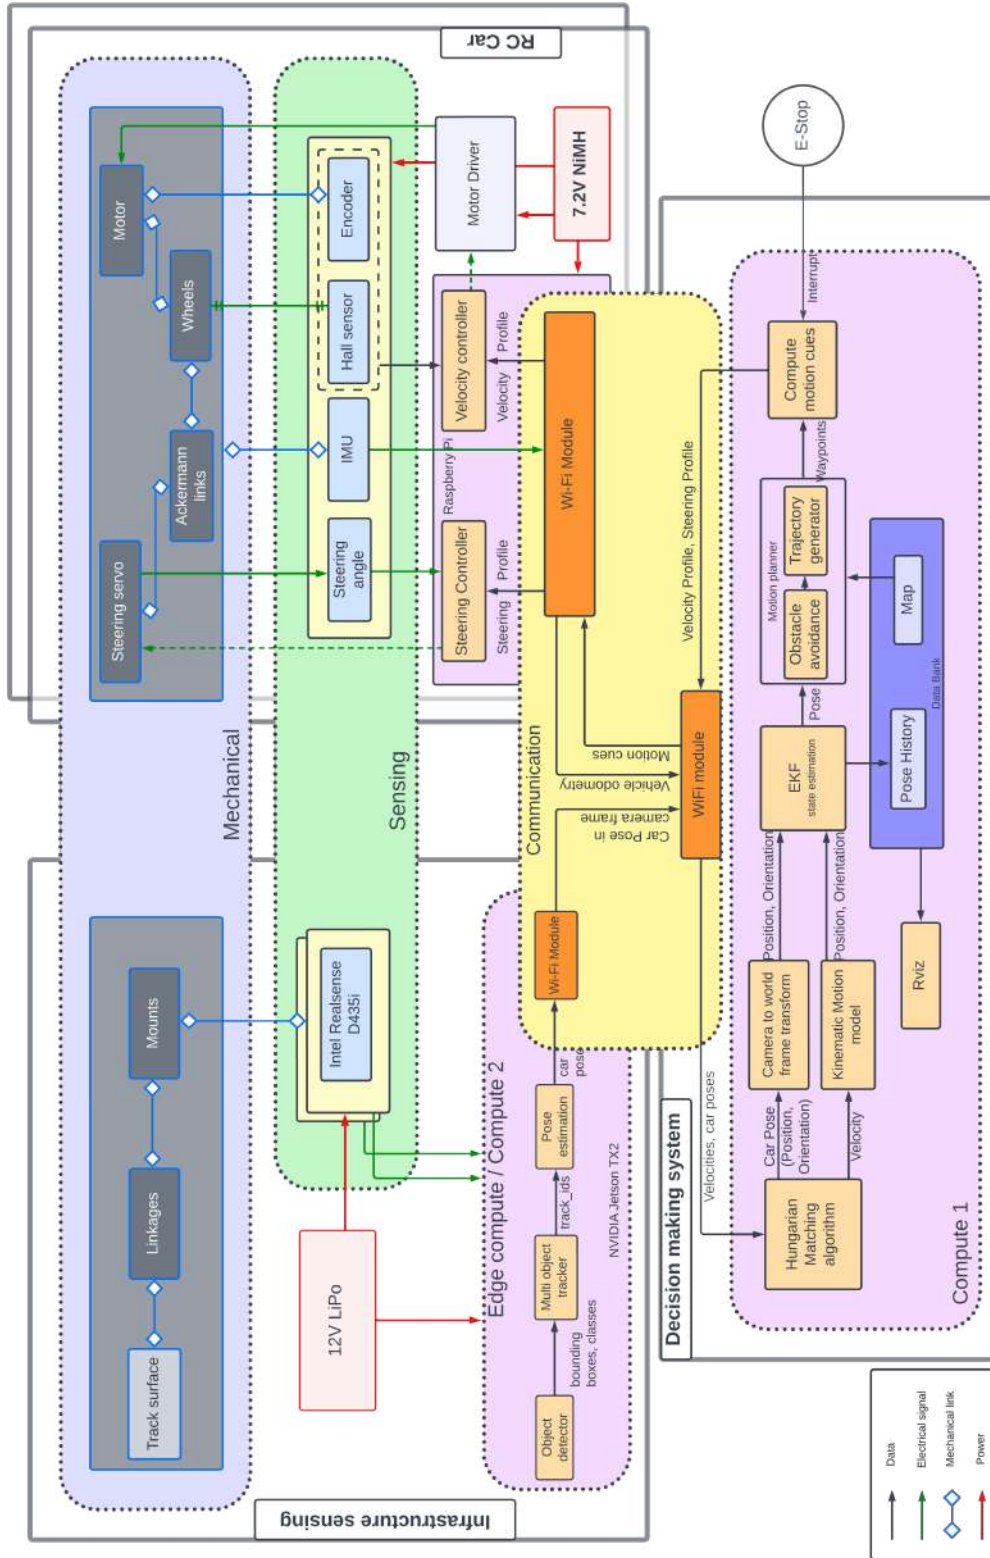 Infrastructure sensing
RC Car
Mechanical
Track surface
Linkages
Mounts
Steering servo
Ackermann
links
Wheels
Motor
Sensing
Intel Realsense
D435i
Steering
angle
IMU
Hall sensor
Encoder
12V LiPo
Raspberry Pi
Steering Controller
Velocity controller
Motor Driver
7.2V NiMH
Steering Profile
Velocity Profile
Edge compute / Compute 2
Object
detector
bounding
boxes, classes
Multi object
tracker
track_ids
Pose
estimation
car
pose
NVIDIA Jetson TX2
Communication
Wi-Fi Module
Wi-Fi Module
WiFi module
Car Pose in
camera frame
Vehicle odometry
Motion cues
Velocity Profile, Steering Profile
Velocities, car poses
Decision making system
E-Stop
Interrupt
Hungarian
Matching
algorithm
Car Pose
(Position,
Orientation)
Velocity
Camera to world
frame transform
Kinematic Motion
model
Position, Orientation
Position, Orientation
EKF
state estimation
Pose
Motion planner
Obstacle
avoidance
Trajectory
generator
Waypoints
Compute
motion cues
Rviz
Pose History
Map
Data Bank
Compute 1
Data
Electrical signal
Mechanical link
Power